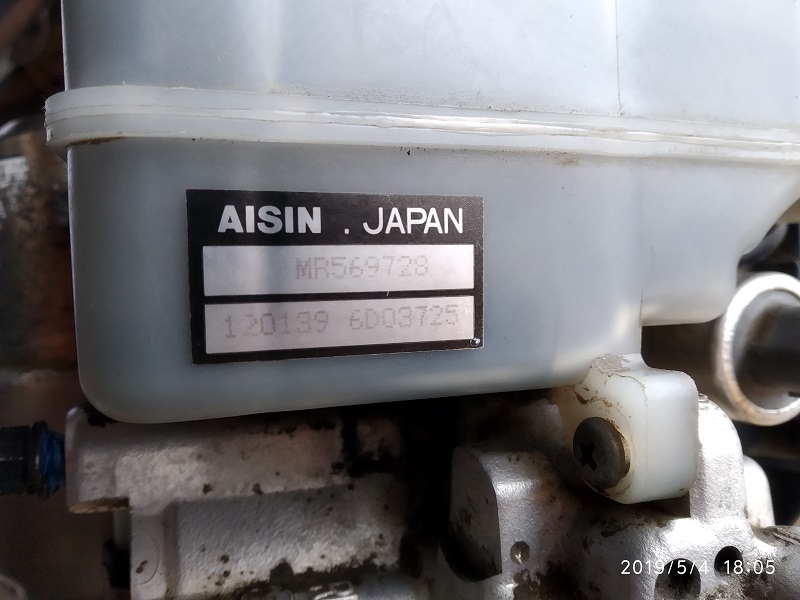 AISIN . JAPAN
MR569728
120139 6D03725
2019/5/4 18:05